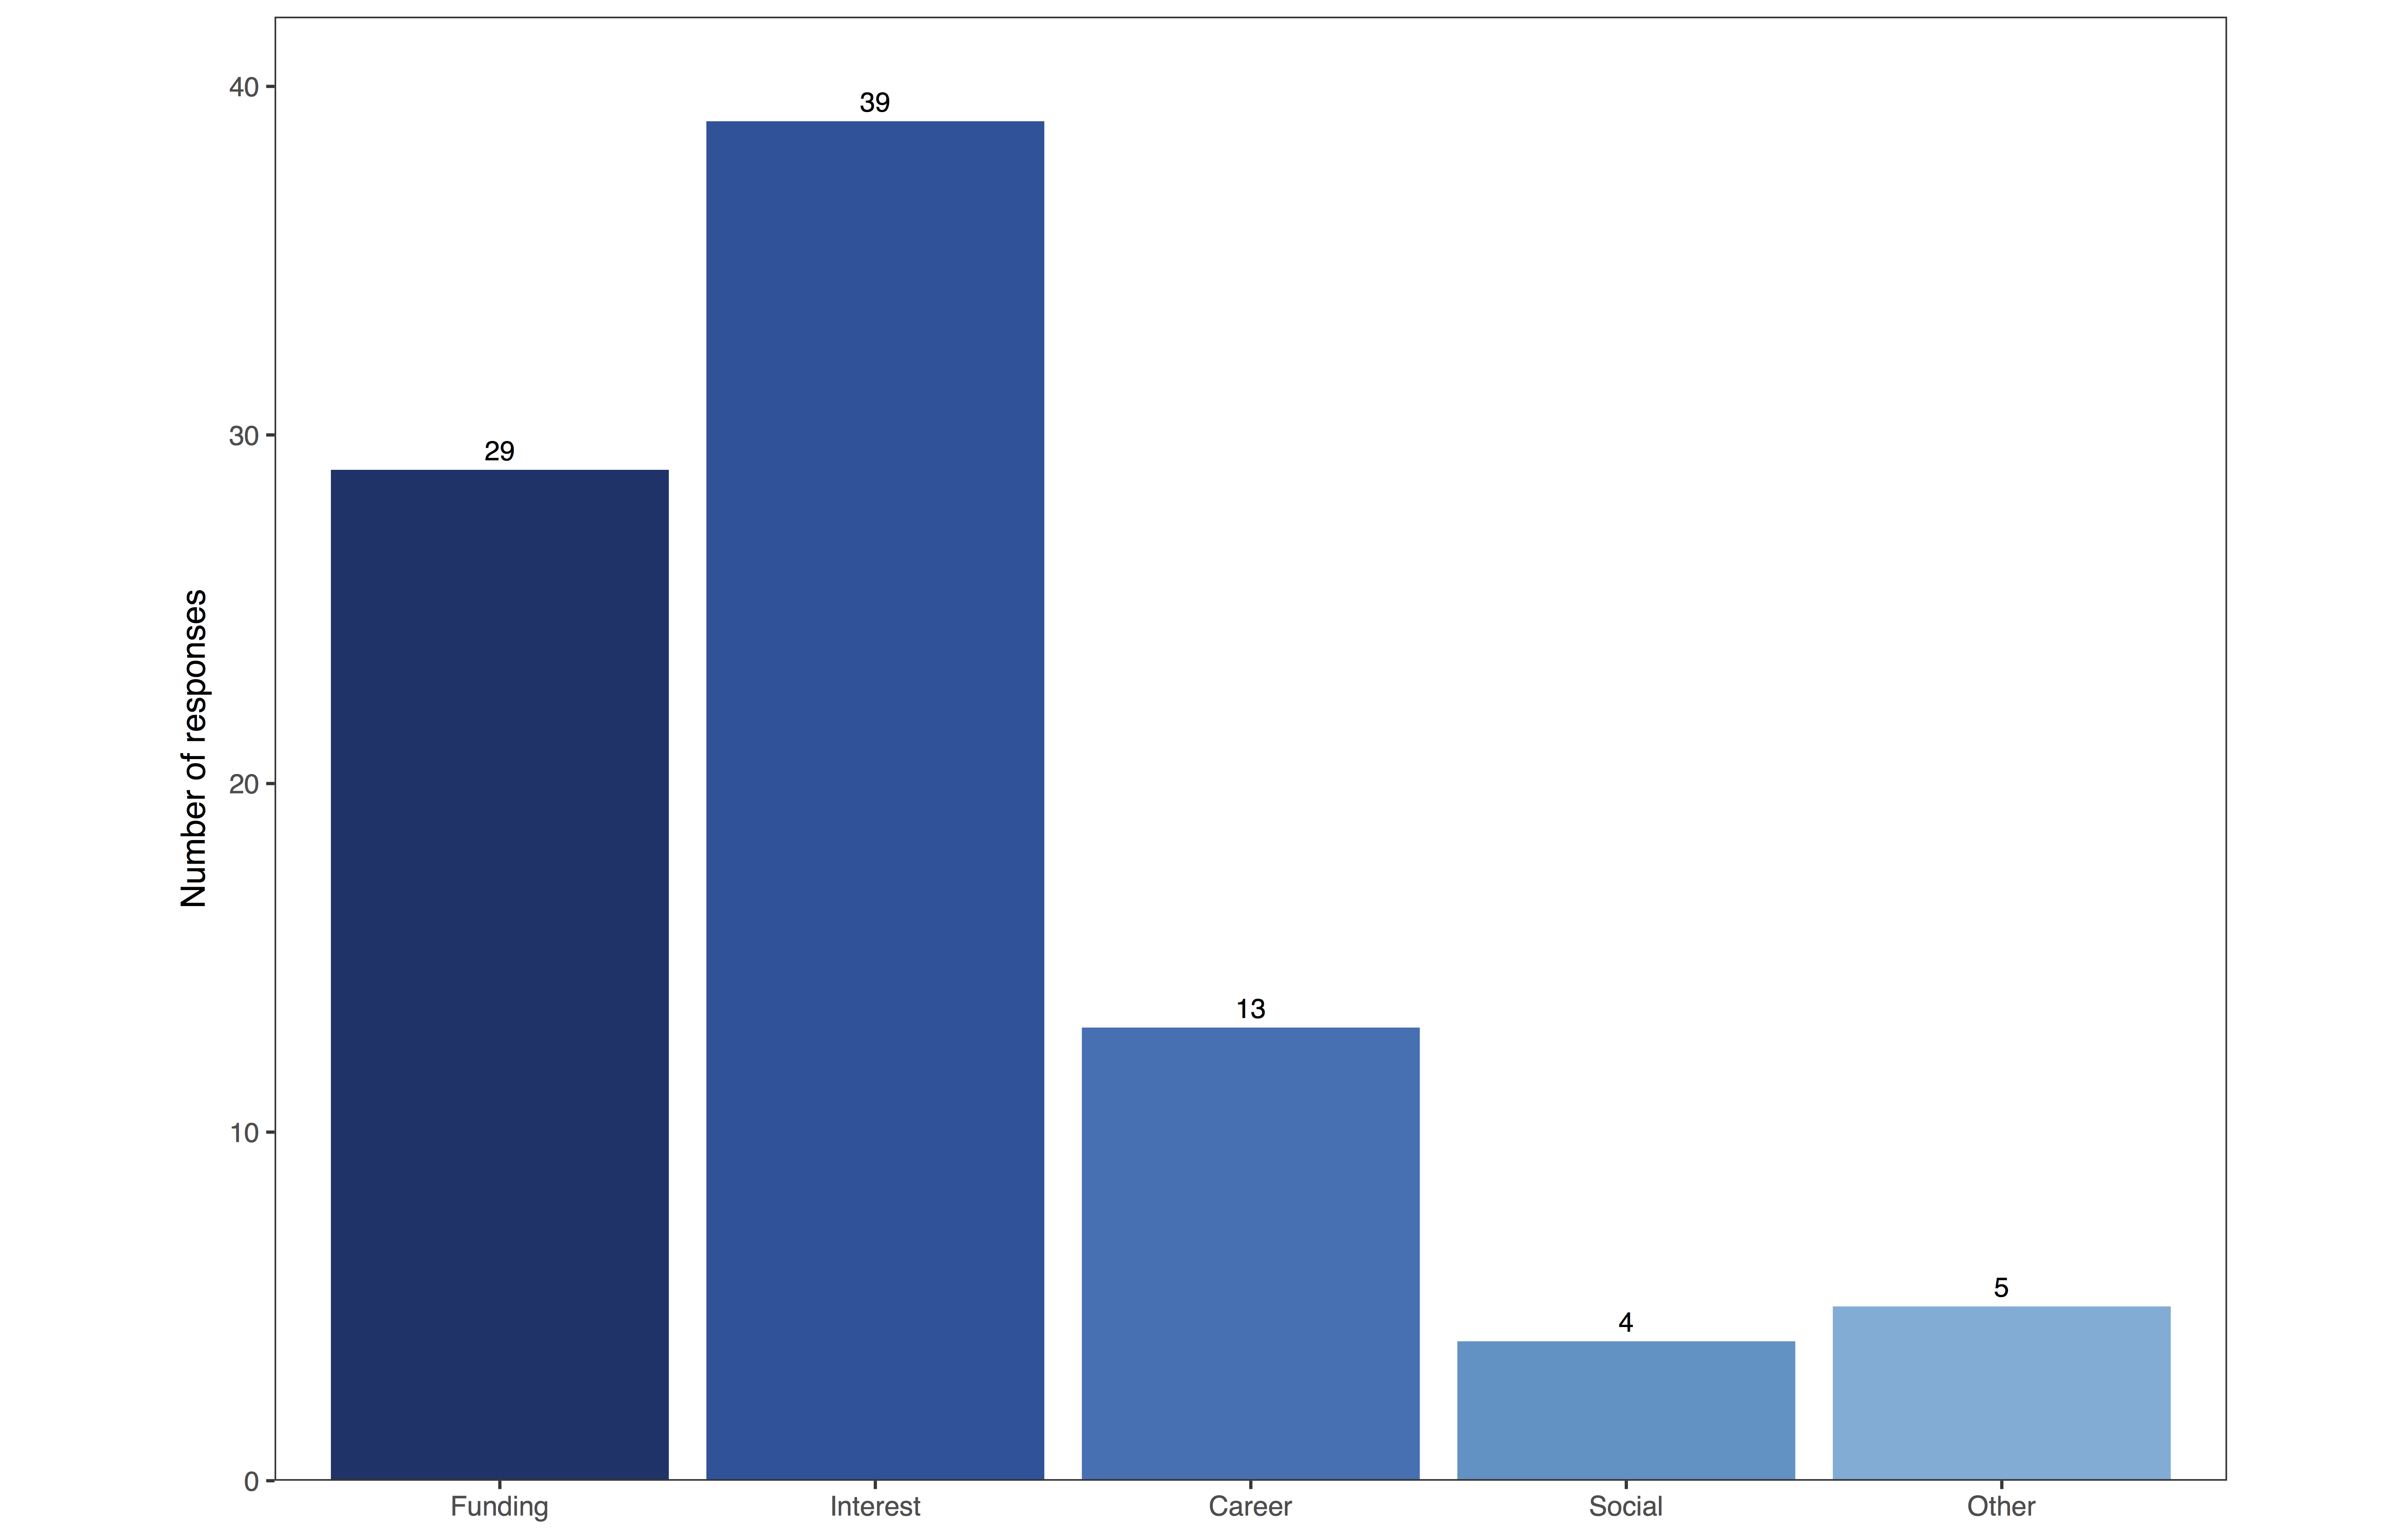 Number of responses
40
30
20
10
0
29
39
13
4
5
Funding
Interest
Career
Social
Other